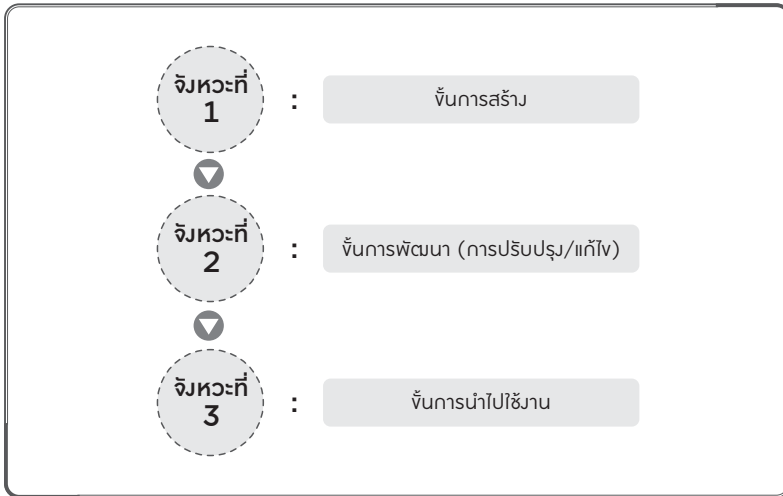 จังหวะที่
1
:
ขั้นการสร้าง
จังหวะที่
2
:
ขั้นการพัฒนา (การปรับปรุง/แก้ไข)
จังหวะที่
3
:
ขั้นการนำไปใช้งาน